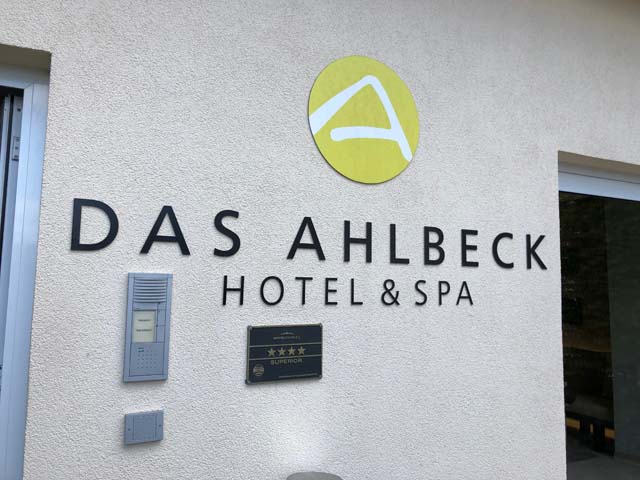 DAS AHLBECK
HOTEL & SPA
★★★★
SUPERIOR